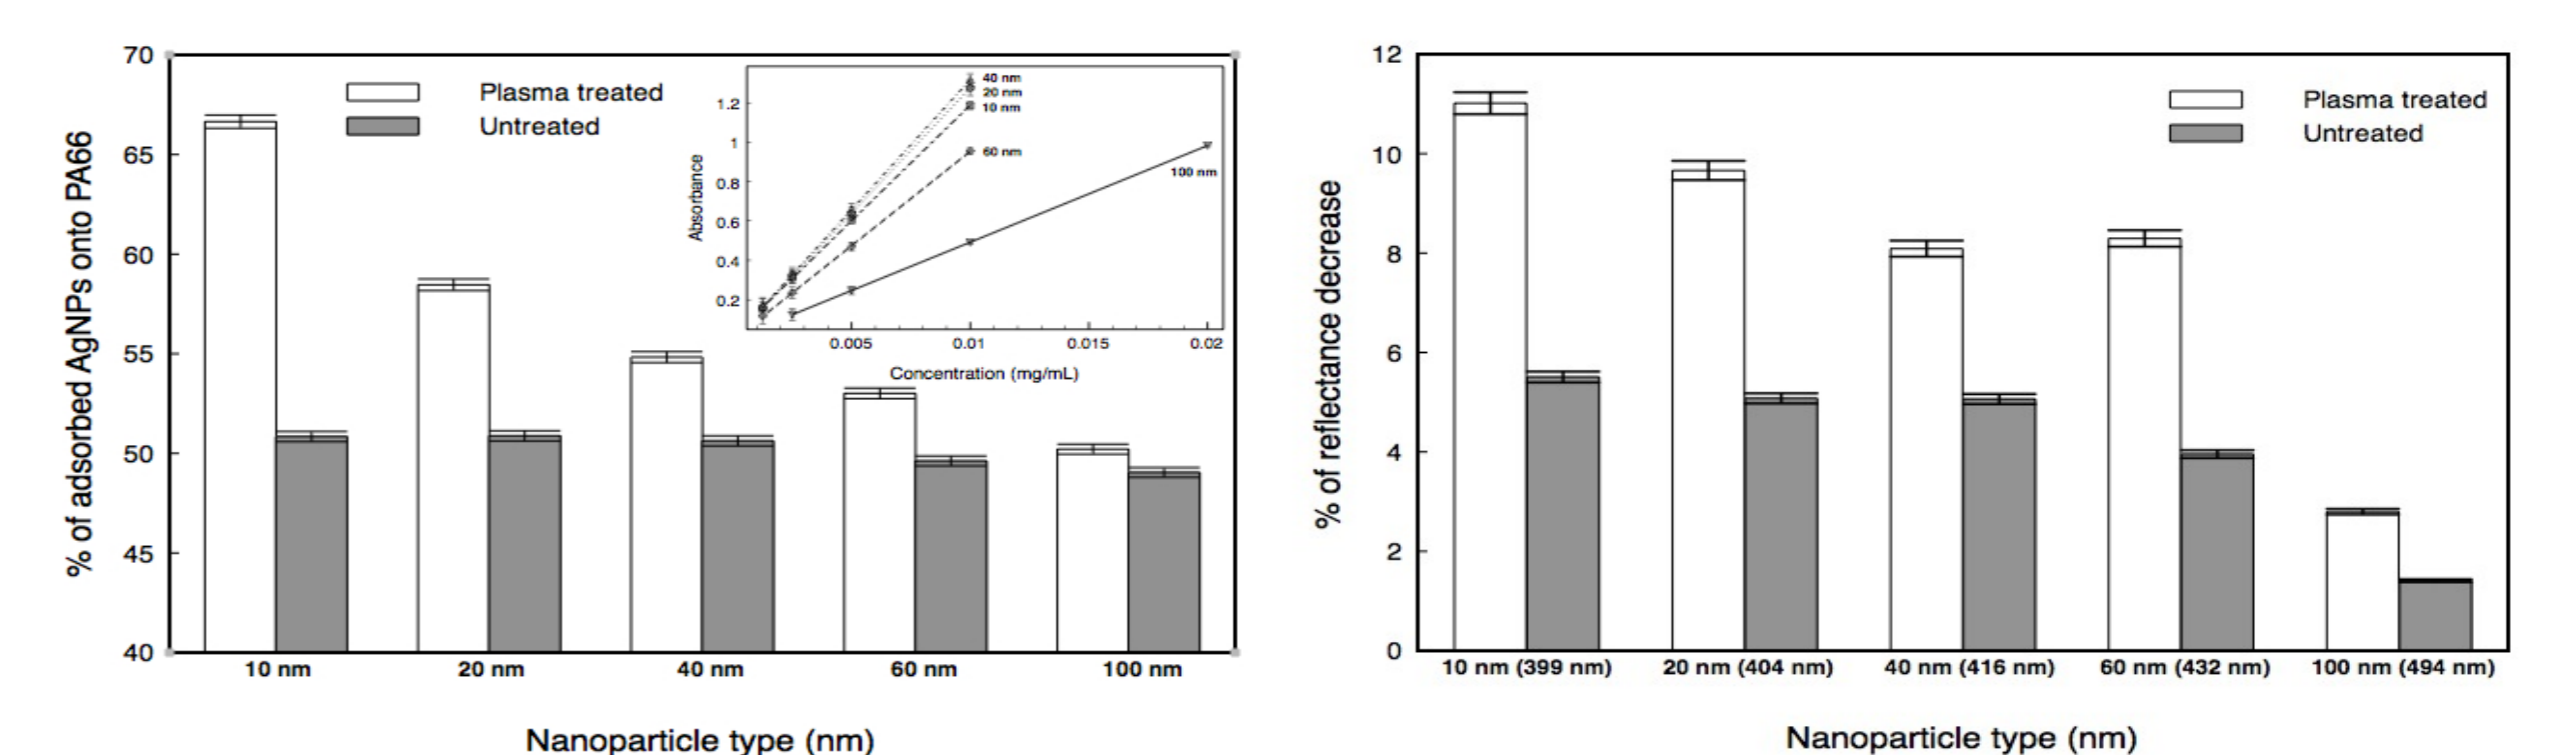 % of adsorbed AgNPs onto PA66
70
65
60
55
50
45
40
Plasma treated
Untreated
Absorbance
1.2
1
0.8
0.6
0.4
0.2
40 nm
20 nm
10 nm
60 nm
100 nm
0.005 0.01 0.015 0.02
Concentration (mg/mL)
10 nm 20 nm 40 nm 60 nm 100 nm
Nanoparticle type (nm)
% of reflectance decrease
12
10
8
6
4
2
0
Plasma treated
Untreated
10 nm (399 nm) 20 nm (404 nm) 40 nm (416 nm) 60 nm (432 nm) 100 nm (494 nm)
Nanoparticle type (nm)